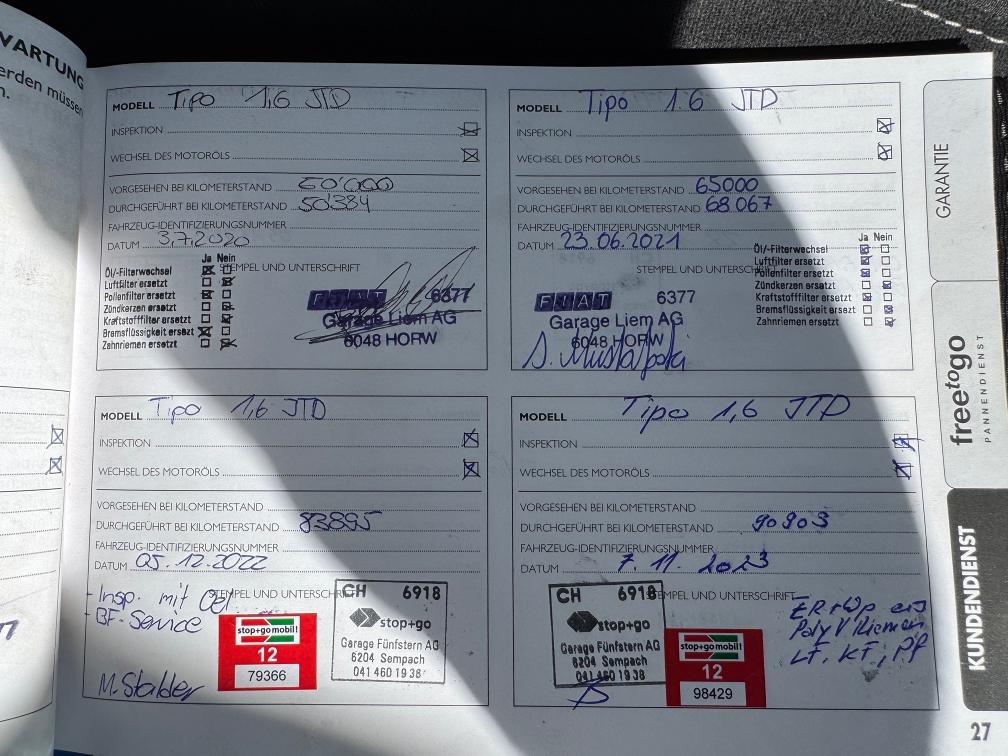 WARTUNG
erden müssen
n.
MODELL Tipo 1,6 JTD
INSPEKTION
WECHSEL DES MOTORÖLS
VORGESEHEN BEI KILOMETERSTAND 60'000
DURCHGEFÜHRT BEI KILOMETERSTAND 50'384
FAHRZEUG-IDENTIFIZIERUNGSNUMMER
DATUM 3.7.2020
Ja Nein
Öl-/Filterwechsel
Luftfilter ersetzt
Pollenfilter ersetzt
Zündkerzen ersetzt
Kraftstofffilter ersetzt
Bremsflüssigkeit ersetzt
Zahnriemen ersetzt
STEMPEL UND UNTERSCHRIFT
FIAT 6377
Garage Liem AG
6048 HORW
MODELL Tipo 1.6 JTD
INSPEKTION
WECHSEL DES MOTORÖLS
VORGESEHEN BEI KILOMETERSTAND 65000
DURCHGEFÜHRT BEI KILOMETERSTAND 68067
FAHRZEUG-IDENTIFIZIERUNGSNUMMER
DATUM 23.06.2021
STEMPEL UND UNTERSCHRIFT
Ja Nein
Öl-/Filterwechsel
Luftfilter ersetzt
Pollenfilter ersetzt
Zündkerzen ersetzt
Kraftstofffilter ersetzt
Bremsflüssigkeit ersetzt
Zahnriemen ersetzt
FIAT 6377
Garage Liem AG
6048 HORW
MODELL Tipo 1,6 JTD
INSPEKTION
WECHSEL DES MOTORÖLS
VORGESEHEN BEI KILOMETERSTAND
DURCHGEFÜHRT BEI KILOMETERSTAND 83895
FAHRZEUG-IDENTIFIZIERUNGSNUMMER
DATUM 05.12.2022
STEMPEL UND UNTERSCHRIFT
- Insp. mit Oel
- BF-Service
M. Stalder
stop+go mobil!
12
79366
CH 6918
stop+go
Garage Fünfstern AG
6204 Sempach
041 460 19 38
MODELL Tipo 1,6 JTD
INSPEKTION
WECHSEL DES MOTORÖLS
VORGESEHEN BEI KILOMETERSTAND
DURCHGEFÜHRT BEI KILOMETERSTAND 90903
FAHRZEUG-IDENTIFIZIERUNGSNUMMER
DATUM 7.11.2023
STEMPEL UND UNTERSCHRIFT
CH 6918
stop+go
Garage Fünfstern AG
6204 Sempach
041 460 19 38
stop+go mobil!
12
98429
ZR+Wp ers
Poly V Riemen
LF, KF, Pf
GARANTIE
freetogo
PANNENDIENST
KUNDENDIENST
27